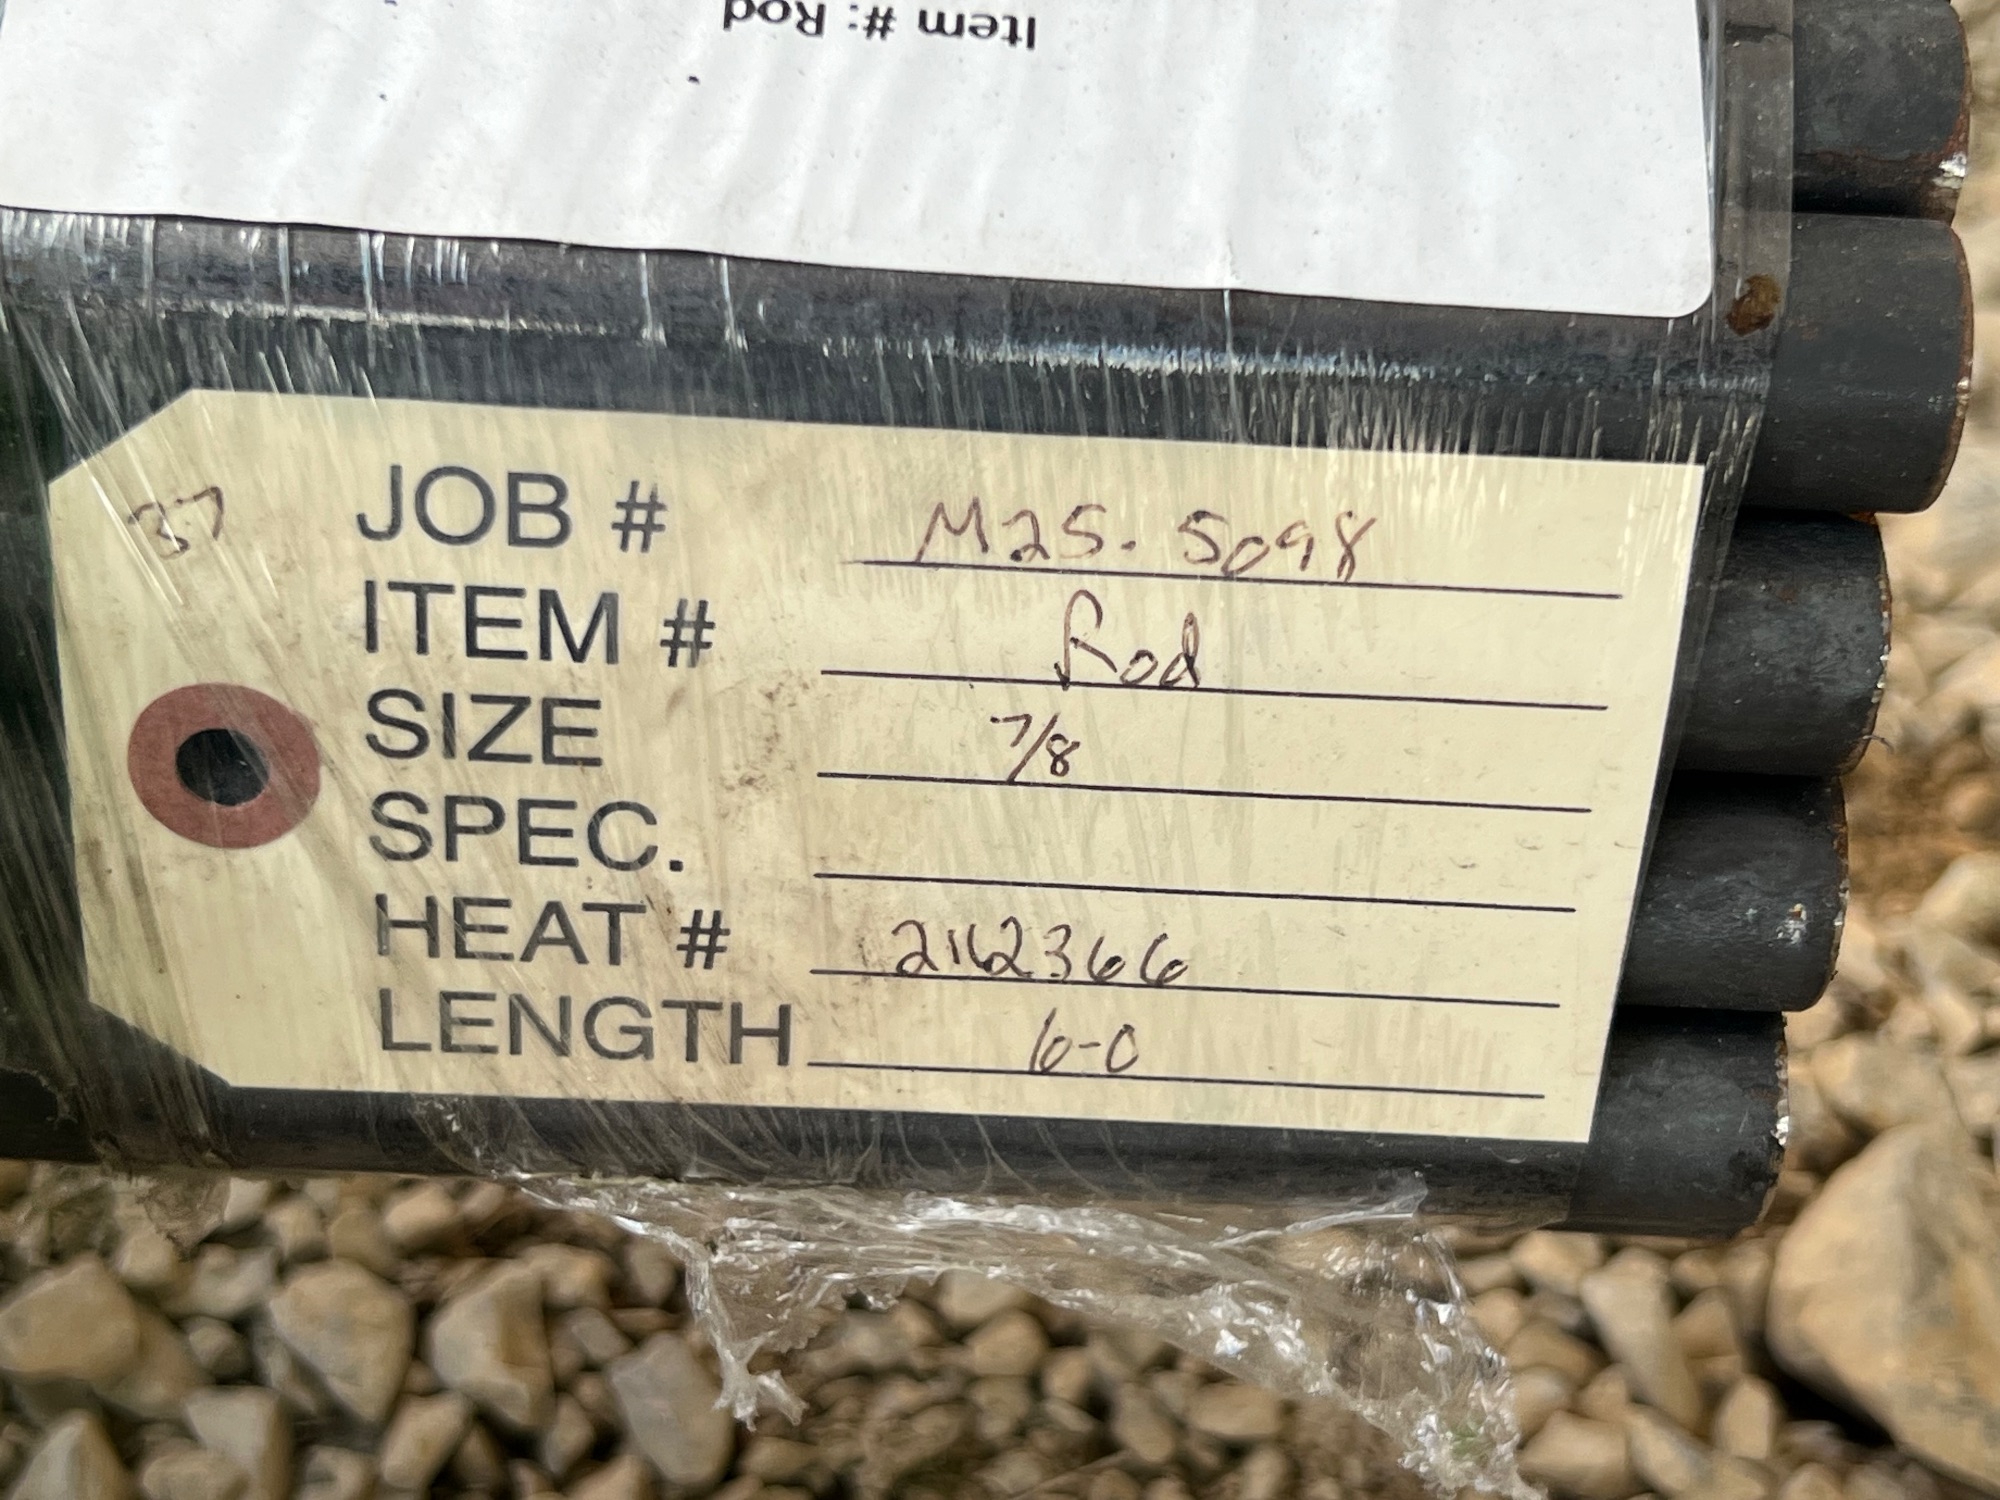 Item #: Rod
37
JOB # M25.5098
ITEM # Rod
SIZE 7/8
SPEC.
HEAT # 2162366
LENGTH 6-0